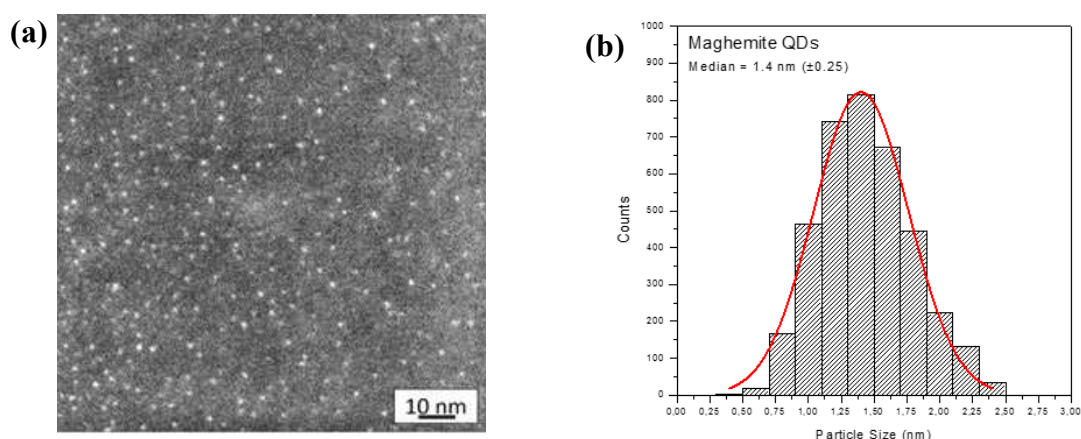 (a)
10 nm
(b)
Maghemite QDs
Median = 1.4 nm (±0.25)
Counts
1000
900
800
700
600
500
400
300
200
100
0
0,00 0,25 0,50 0,75 1,00 1,25 1,50 1,75 2,00 2,25 2,50 2,75 3,00
Particle Size (nm)